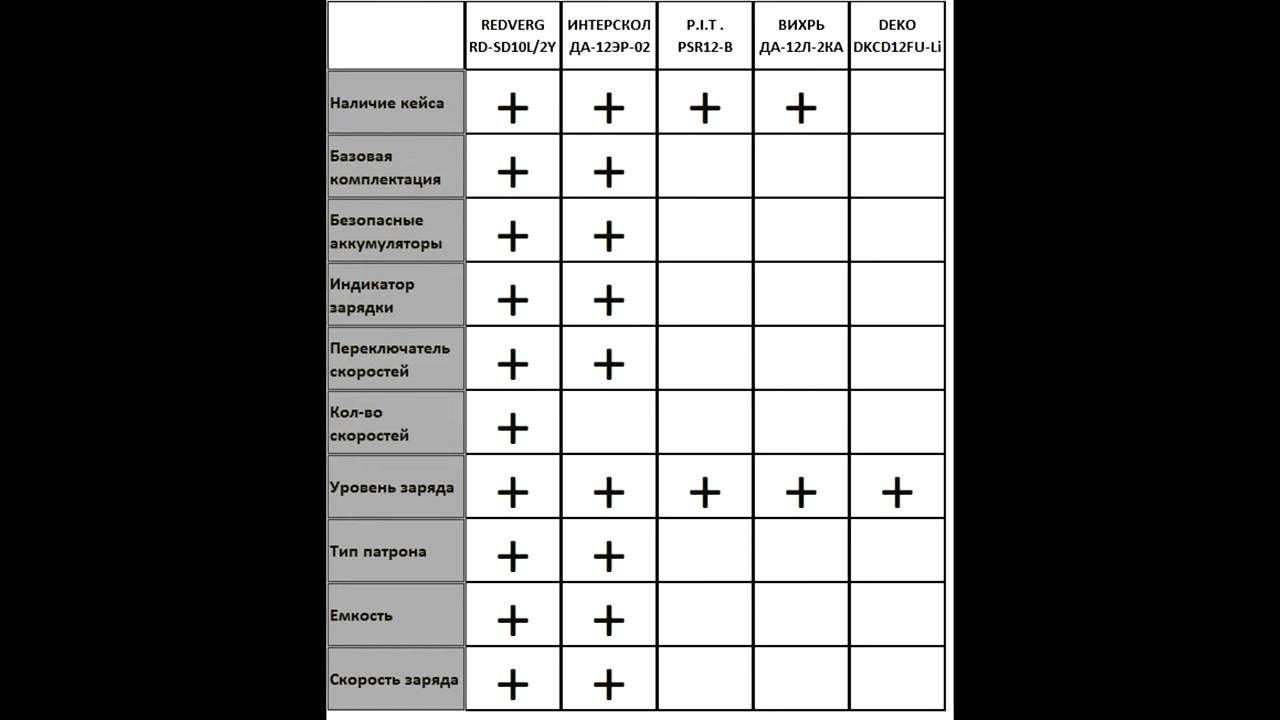 REDVERG
RD-SD10L/2Y
ИНТЕРСКОЛ
ДА-12ЭР-02
P.I.T .
PSR12-B
ВИХРЬ
ДА-12Л-2КА
DEKO
DKCD12FU-Li
Наличие кейса + + + +
Базовая
комплектация + +
Безопасные
аккумуляторы + +
Индикатор
зарядки + +
Переключатель
скоростей + +
Кол-во
скоростей +
Уровень заряда + + + + +
Тип патрона + +
Емкость + +
Скорость заряда + +